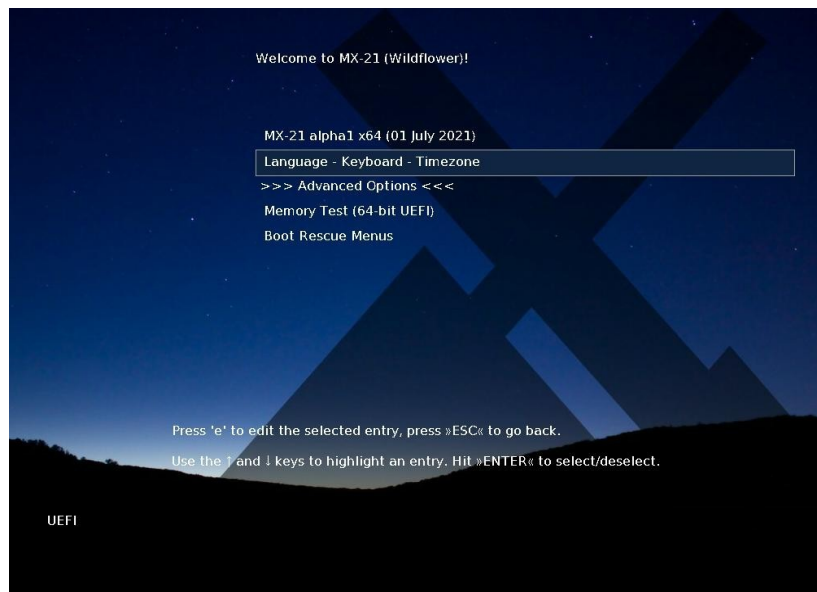 Welcome to MX-21 (Wildflower)!
MX-21 alpha1 x64 (01 July 2021)
Language - Keyboard - Timezone
>>> Advanced Options <<<
Memory Test (64-bit UEFI)
Boot Rescue Menus
Press 'e' to edit the selected entry, press »ESC« to go back.
Use the ↑ and ↓ keys to highlight an entry. Hit »ENTER« to select/deselect.
UEFI